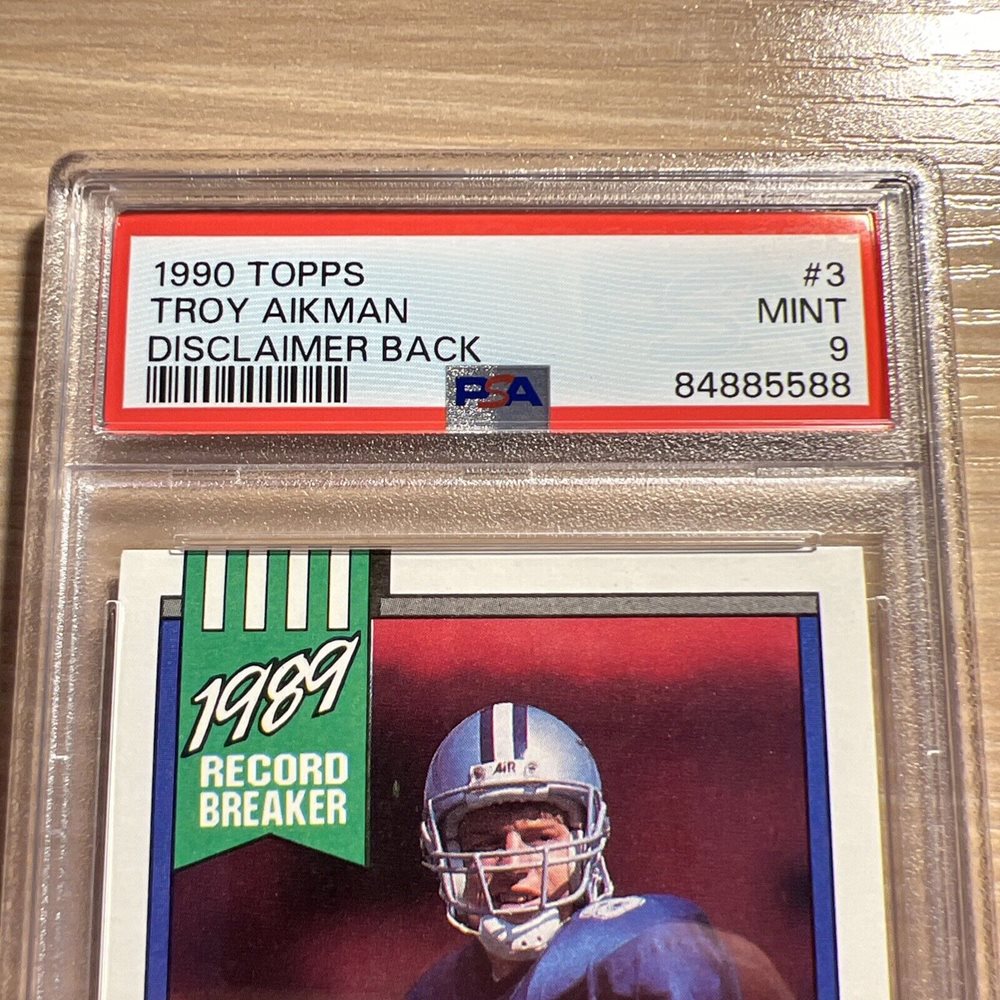 1990 TOPPS #3
TROY AIKMAN MINT
DISCLAIMER BACK 9
PSA 84885588
1989
RECORD
BREAKER
AIR